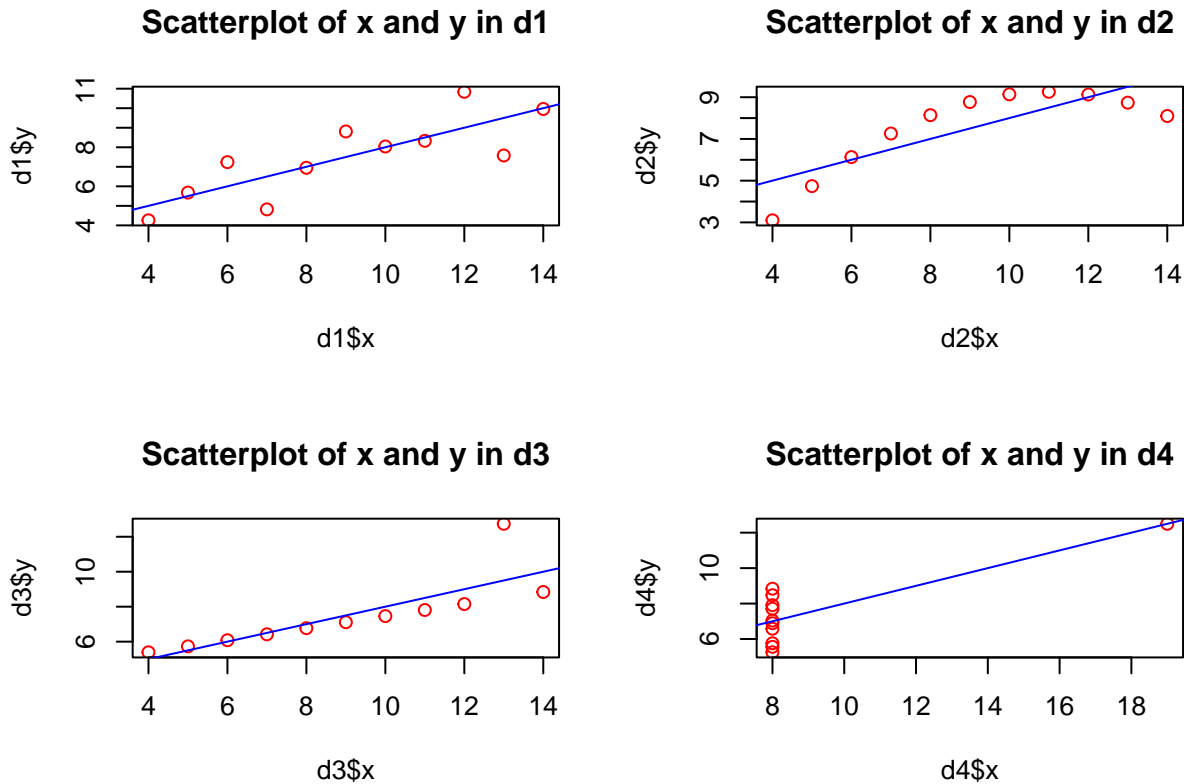 Scatterplot of x and y in d1
d1$y
4 6 8 11
4 6 8 10 12 14
d1$x
Scatterplot of x and y in d2
d2$y
3 5 7 9
4 6 8 10 12 14
d2$x
Scatterplot of x and y in d3
d3$y
6 10
4 6 8 10 12 14
d3$x
Scatterplot of x and y in d4
d4$y
6 10
8 10 12 14 16 18
d4$x